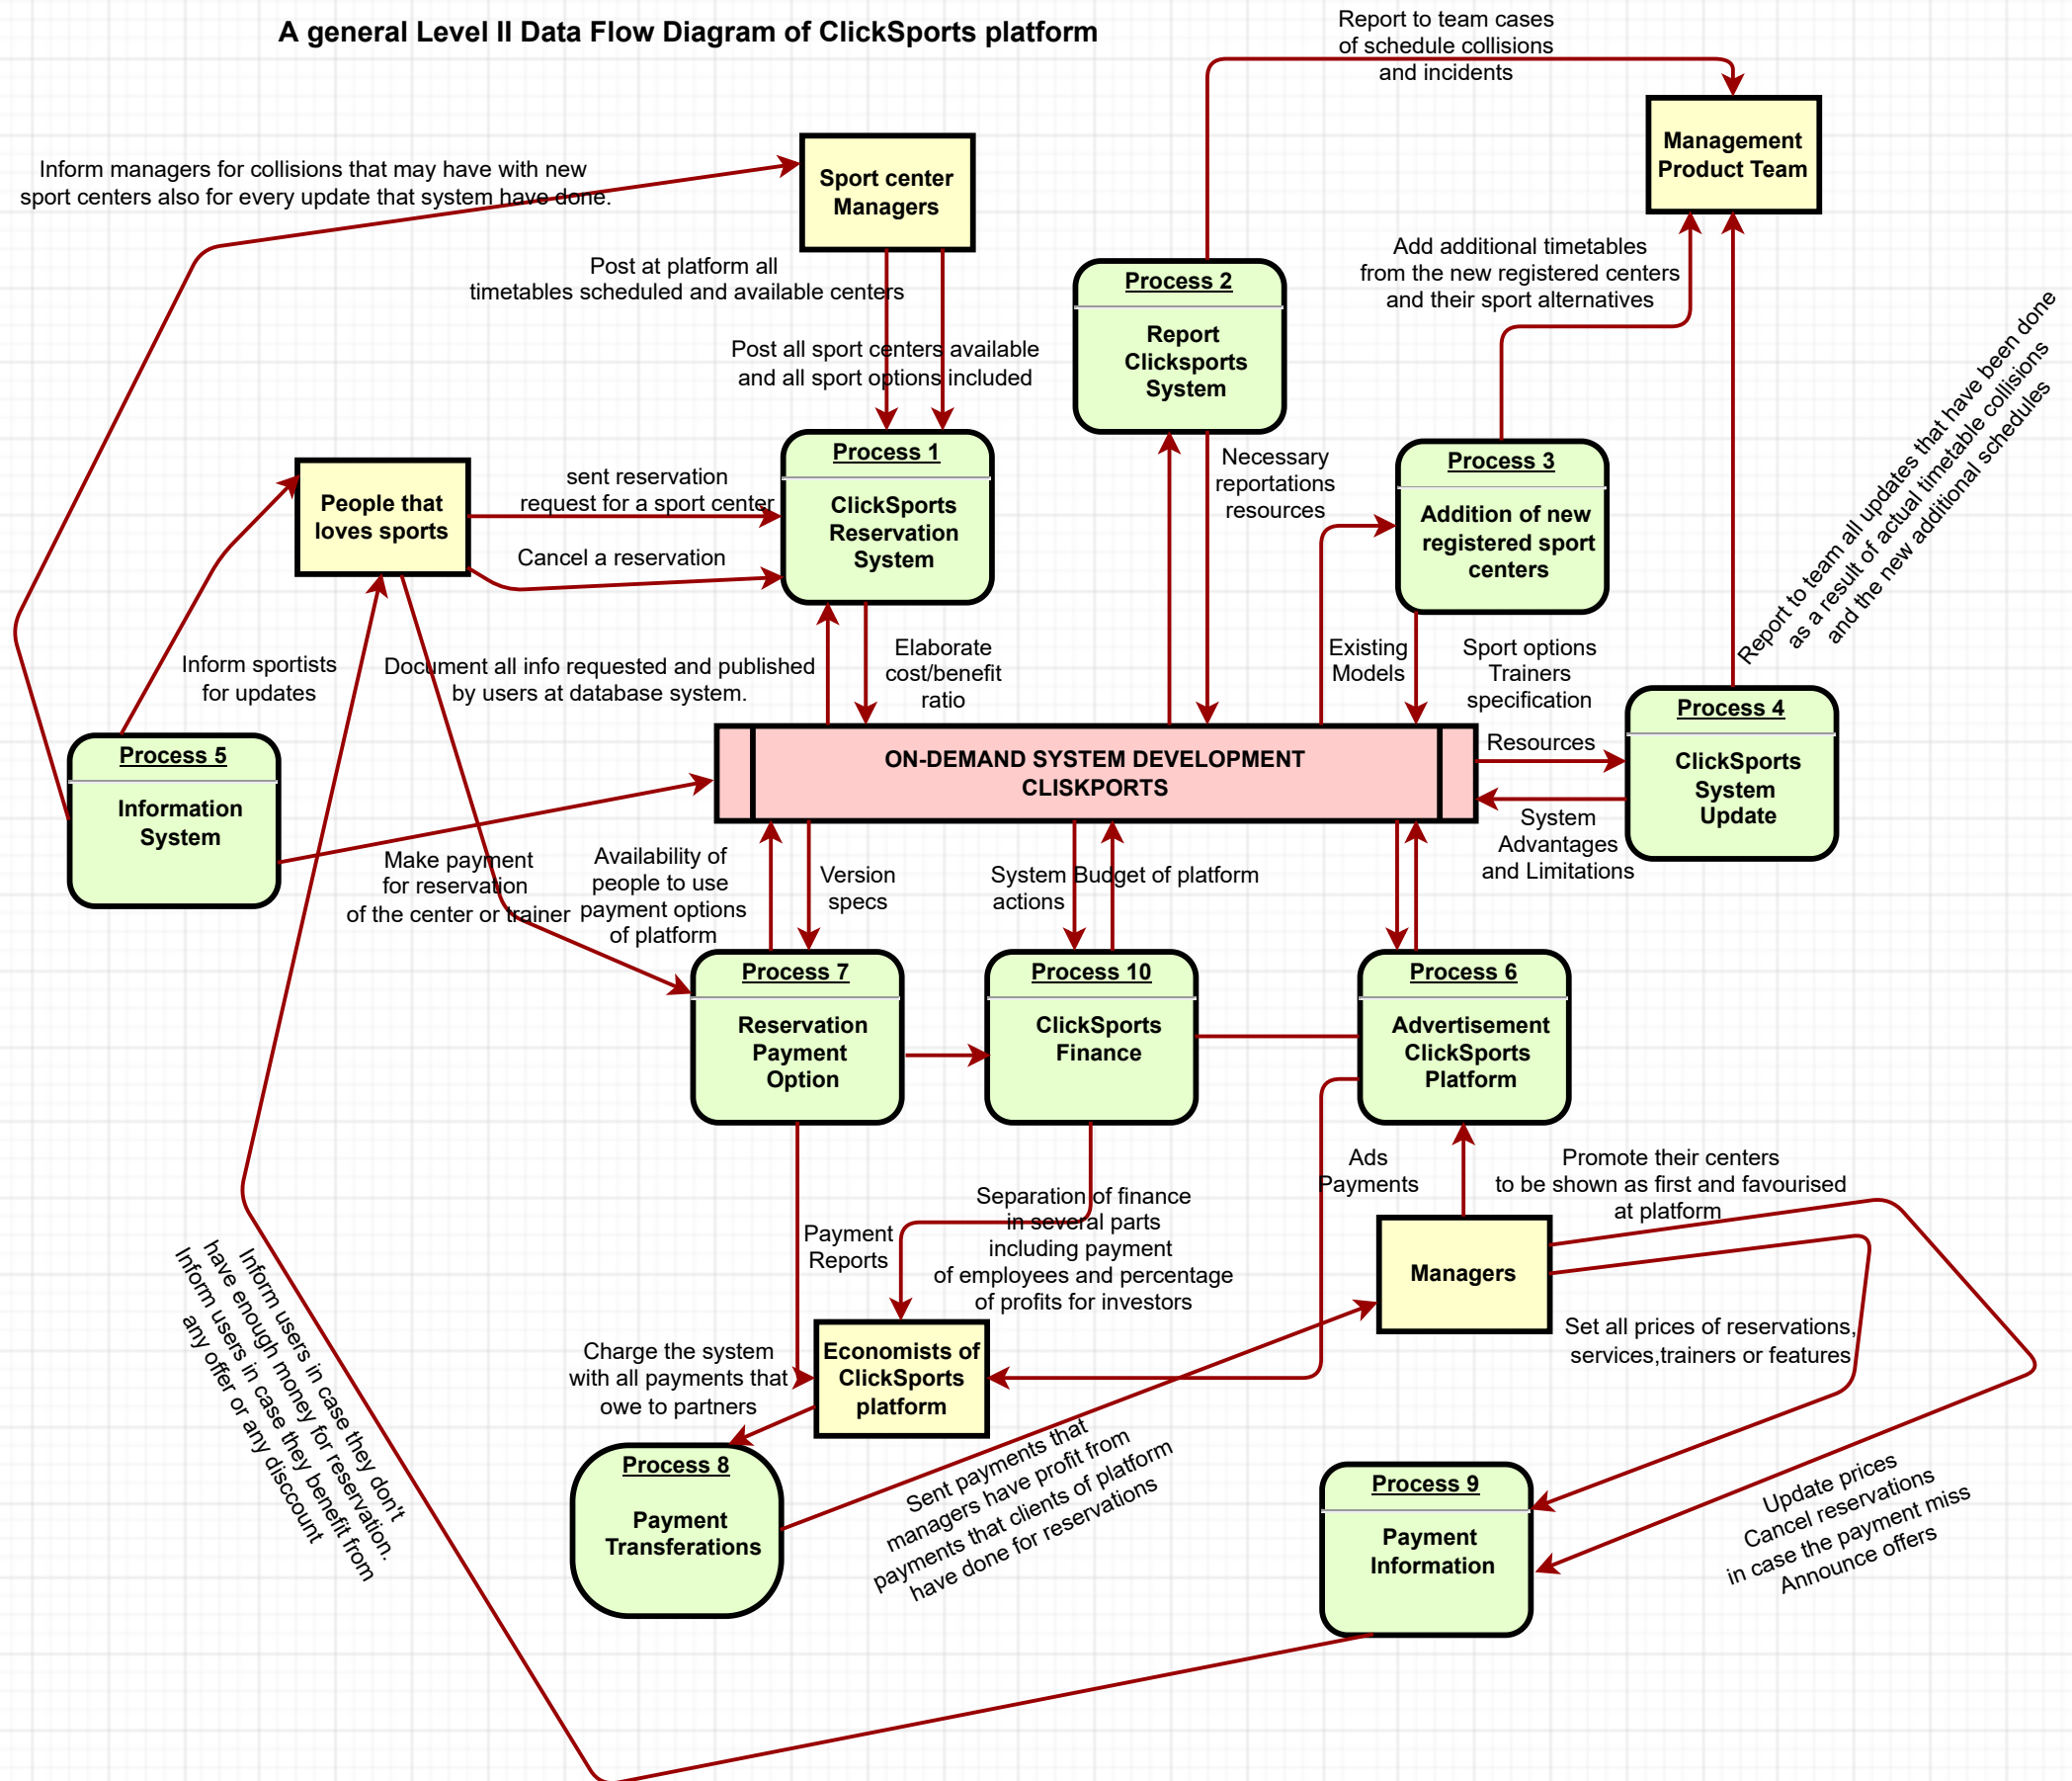 A general Level II Data Flow Diagram of ClickSports platform
Report to team cases
of schedule collisions
and incidents
Management
Product Team
Inform managers for collisions that may have with new
sport centers also for every update that system have done.
Sport center
Managers
Post at platform all
timetables scheduled and available centers
Add additional timetables
from the new registered centers
and their sport alternatives
Process 2
Report
Clicksports
System
Post all sport centers available
and all sport options included
Report to team all updates that have been done
as a result of actual timetable collisions
and the new additional schedules
People that
loves sports
sent reservation
request for a sport center
Cancel a reservation
Process 1
ClickSports
Reservation
System
Necessary
reportations
resources
Process 3
Addition of new
registered sport
centers
Inform sportists
for updates
Document all info requested and published
by users at database system.
Elaborate
cost/benefit
ratio
Existing
Models
Sport options
Trainers
specification
Process 4
ClickSports
System
Update
Process 5
Information
System
ON-DEMAND SYSTEM DEVELOPMENT
CLISKPORTS
Resources
System
Advantages
and Limitations
Make payment
for reservation
of the center or trainer
Availability of
people to use
payment options
of platform
Version
specs
System
actions
Budget of platform
Process 7
Reservation
Payment
Option
Process 10
ClickSports
Finance
Process 6
Advertisement
ClickSports
Platform
Ads
Payments
Promote their centers
to be shown as first and favourised
at platform
Payment
Reports
Separation of finance
in several parts
including payment
of employees and percentage
of profits for investors
Managers
Inform users in case they don't
have enough money for reservation.
Inform users in case they benefit from
any offer or any disccount
Charge the system
with all payments that
owe to partners
Economists of
ClickSports
platform
Set all prices of reservations,
services,trainers or features
Process 8
Payment
Transferations
Sent payments that
managers have profit from
payments that clients of platform
have done for reservations
Process 9
Payment
Information
Update prices
Cancel reservations
in case the payment miss
Announce offers